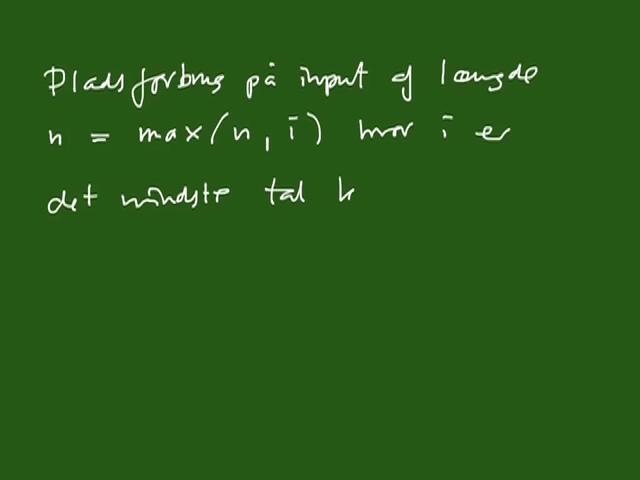 Pladsforbrug på input af længde
n = max(n, i) hvor i er
det mindste tal k